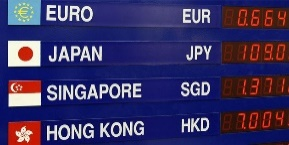 EURO EUR 0.664
JAPAN JPY 109.0
SINGAPORE SGD 1.371
HONG KONG HKD 7.004